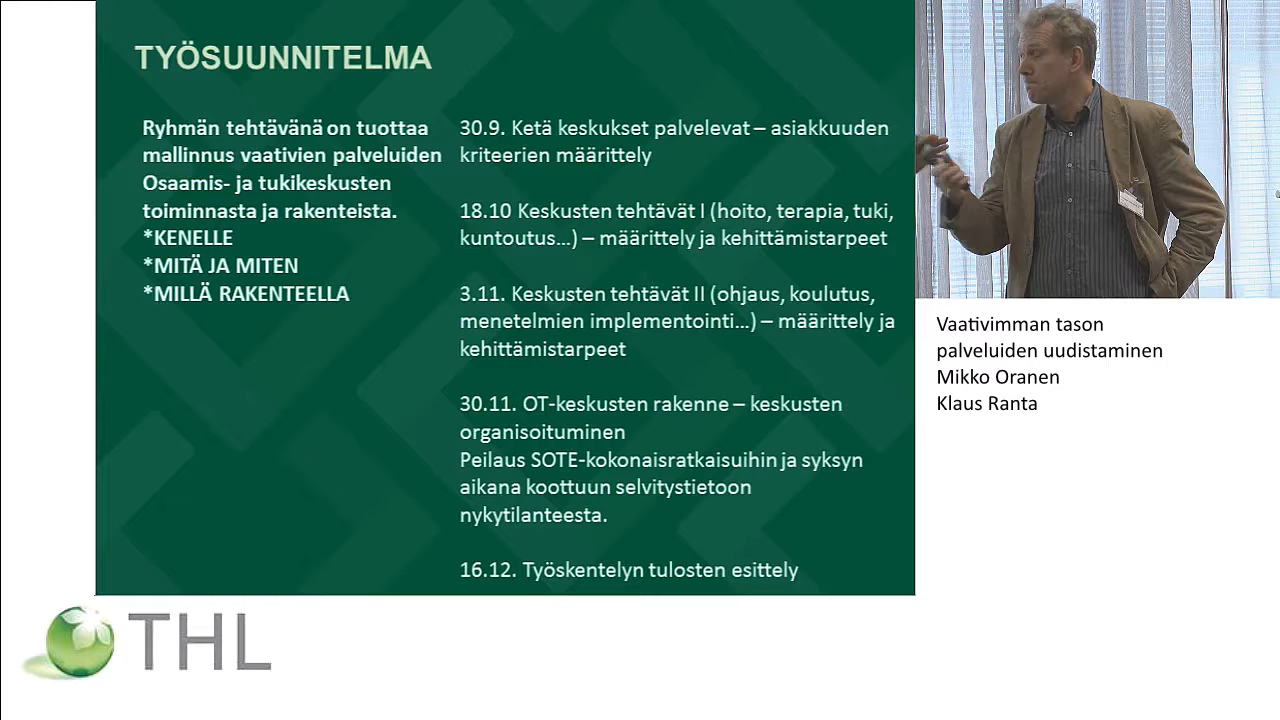 TYÖSUUNNITELMA
Ryhmän tehtävänä on tuottaa
mallinnus vaativien palveluiden
Osaamis- ja tukikeskusten
toiminnasta ja rakenteista.
*KENELLE
*MITÄ JA MITEN
*MILLÄ RAKENTEELLA
30.9. Ketä keskukset palvelevat – asiakkuuden
kriteerien määrittely
18.10 Keskusten tehtävät I (hoito, terapia, tuki,
kuntoutus...) – määrittely ja kehittämistarpeet
3.11. Keskusten tehtävät II (ohjaus, koulutus,
menetelmien implementointi...) – määrittely ja
kehittämistarpeet
30.11. OT-keskusten rakenne – keskusten
organisoituminen
Peilaus SOTE-kokonaisratkaisuihin ja syksyn
aikana koottuun selvitystietoon
nykytilanteesta.
16.12. Työskentelyn tulosten esittely
Vaativimman tason
palveluiden uudistaminen
Mikko Oranen
Klaus Ranta
THL